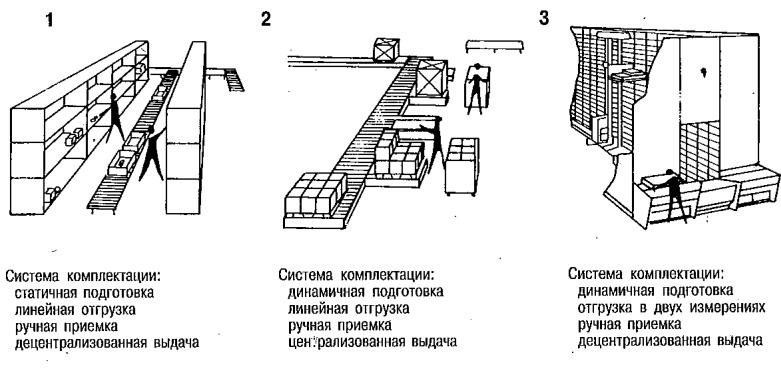 1
2
3
Система комплектации:
статичная подготовка
линейная отгрузка
ручная приемка
децентрализованная выдача
Система комплектации:
динамичная подготовка
линейная отгрузка
ручная приемка
централизованная выдача
Система комплектации:
динамичная подготовка
отгрузка в двух измерениях
ручная приемка
децентрализованная выдача